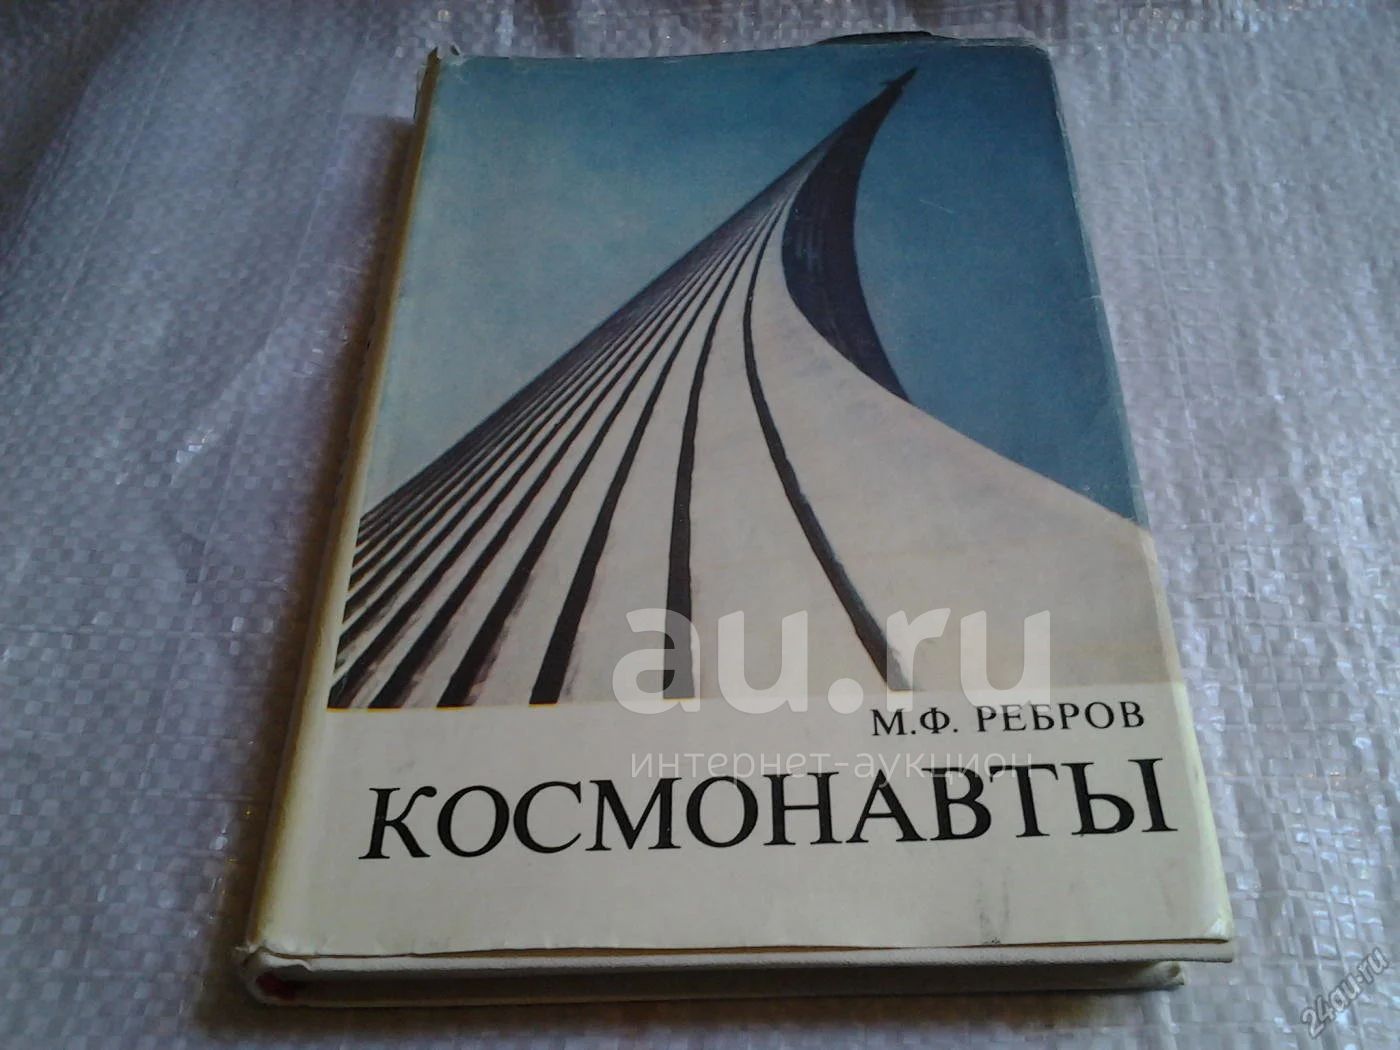 au.ru
М.Ф. РЕБРОВ
интернет-аукцион
КОСМОНАВТЫ
24au.ru